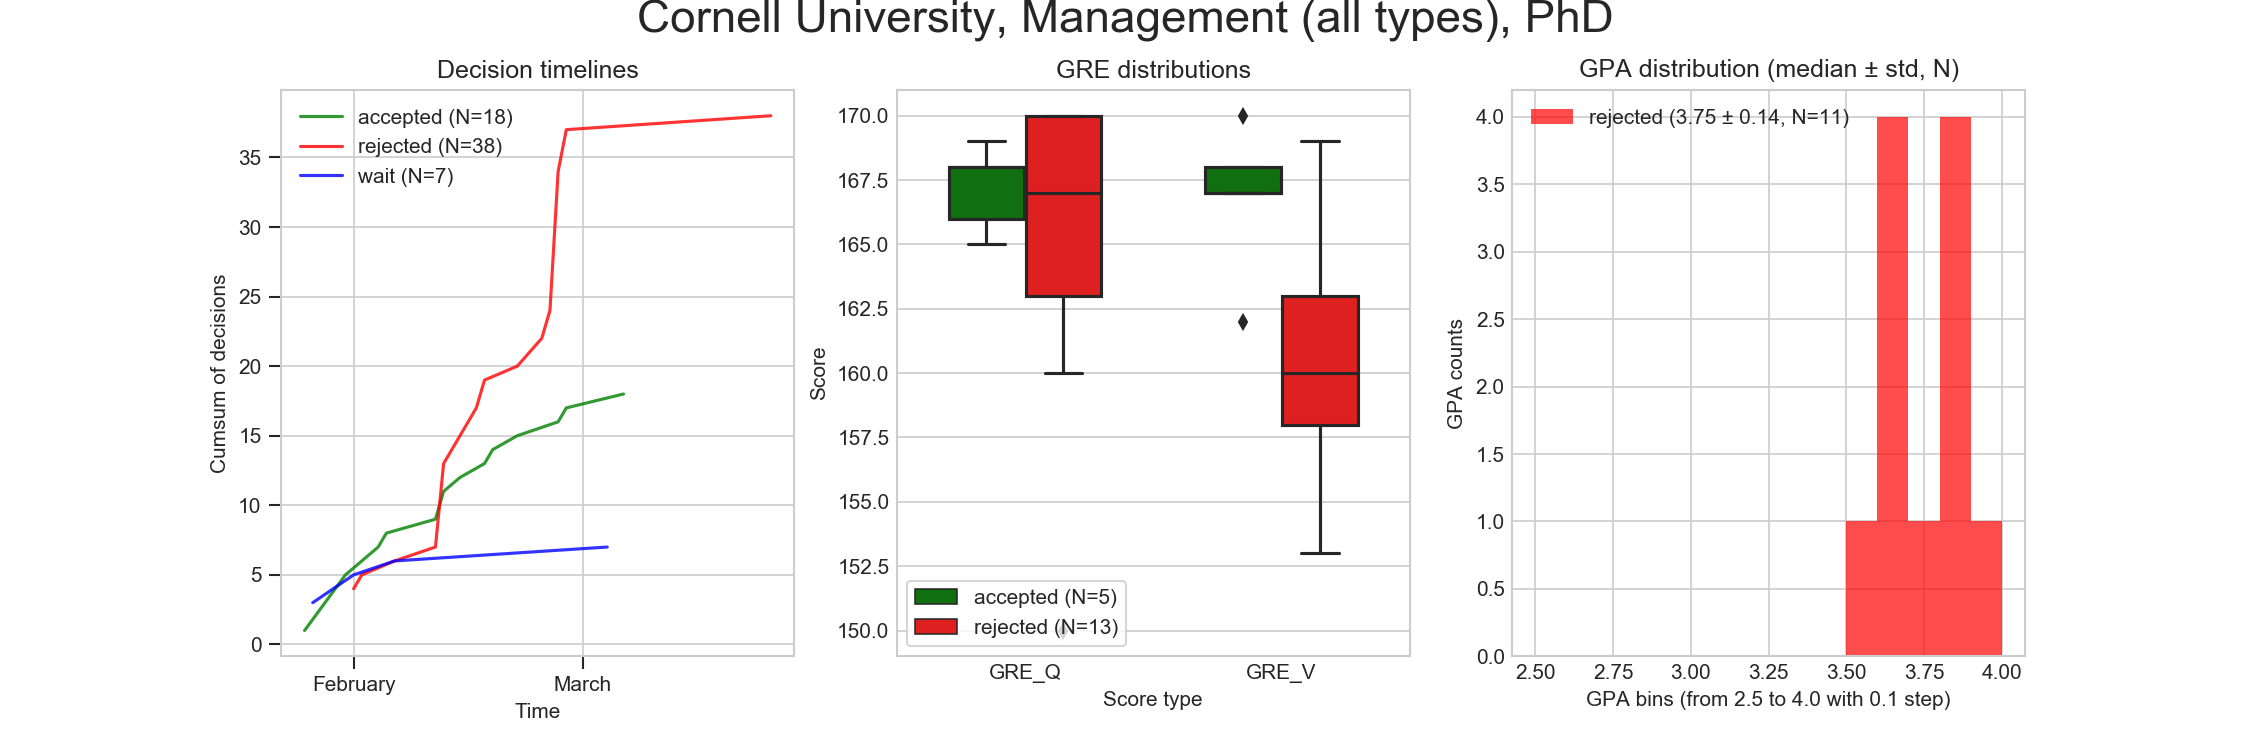 Cornell University, Management (all types), PhD
Decision timelines
accepted (N=18)
rejected (N=38)
wait (N=7)
35
30
25
20
15
10
5
0
Cumsum of decisions
February
March
Time
GRE distributions
170.0
167.5
165.0
162.5
160.0
157.5
155.0
152.5
150.0
Score
accepted (N=5)
rejected (N=13)
GRE_Q
GRE_V
Score type
GPA distribution (median ± std, N)
rejected (3.75 ± 0.14, N=11)
4.0
3.5
3.0
2.5
2.0
1.5
1.0
0.5
0.0
GPA counts
2.50
2.75
3.00
3.25
3.50
3.75
4.00
GPA bins (from 2.5 to 4.0 with 0.1 step)